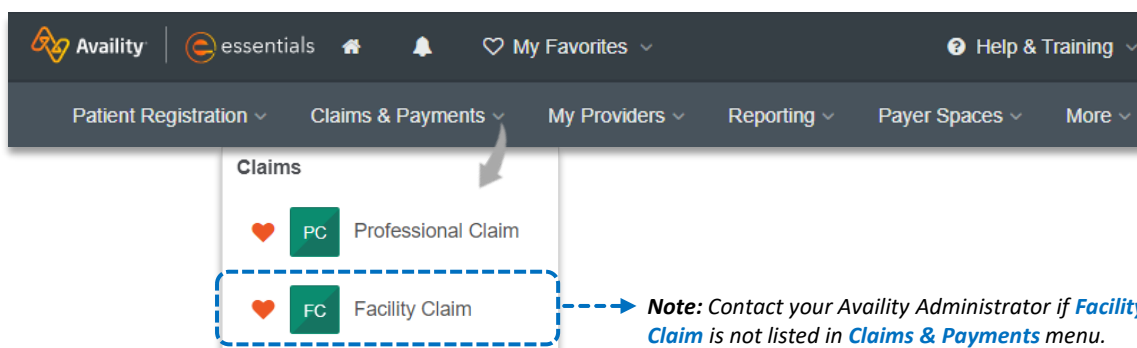 Availity essentials My Favorites Help & Training
Patient Registration Claims & Payments My Providers Reporting Payer Spaces More
Claims
PC Professional Claim
FC Facility Claim
Note: Contact your Availity Administrator if Facility
Claim is not listed in Claims & Payments menu.